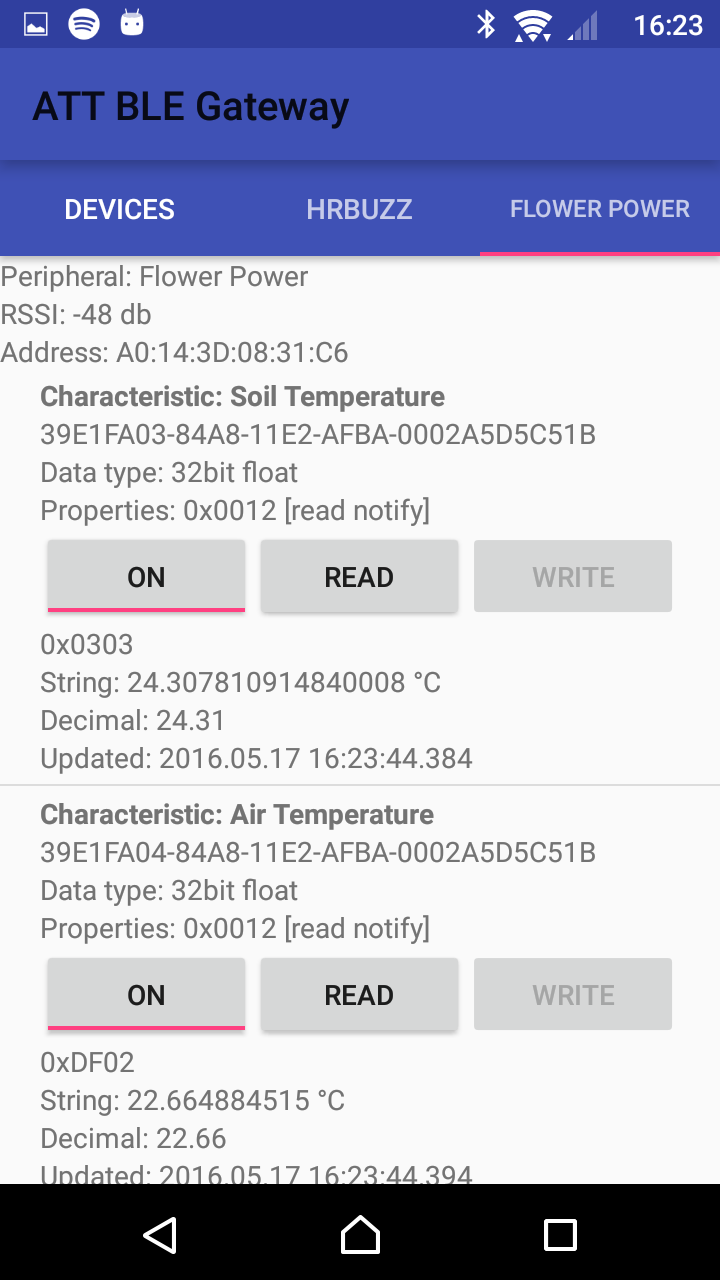 16:23
ATT BLE Gateway
DEVICES HRBUZZ FLOWER POWER
Peripheral: Flower Power
RSSI: -48 db
Address: A0:14:3D:08:31:C6
Characteristic: Soil Temperature
39E1FA03-84A8-11E2-AFBA-0002A5D5C51B
Data type: 32bit float
Properties: 0x0012 [read notify]
ON READ WRITE
0x0303
String: 24.307810914840008 °C
Decimal: 24.31
Updated: 2016.05.17 16:23:44.384
Characteristic: Air Temperature
39E1FA04-84A8-11E2-AFBA-0002A5D5C51B
Data type: 32bit float
Properties: 0x0012 [read notify]
ON READ WRITE
0xDF02
String: 22.664884515 °C
Decimal: 22.66
Updated: 2016.05.17 16:23:44.394